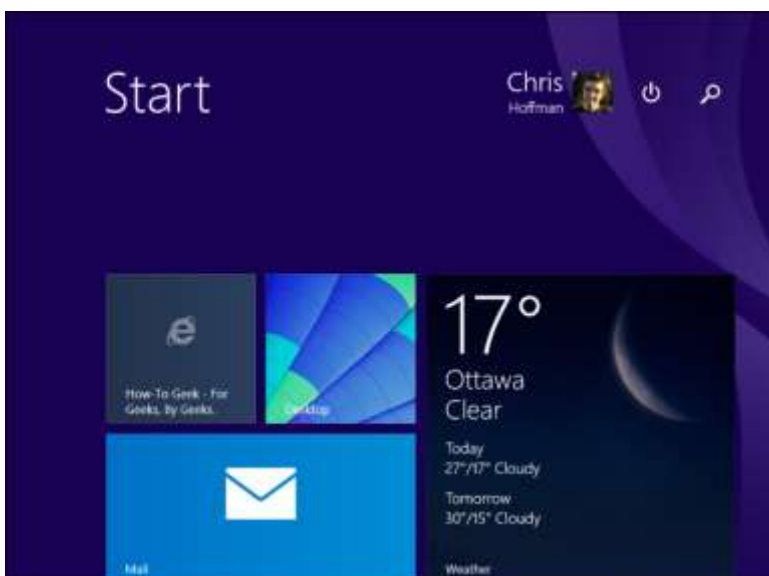 Start
Chris
Hoffman
How-To Geek - For
Geeks, by Geeks.
Desktop
17°
Ottawa
Clear
Today
27°/17° Cloudy
Tomorrow
30°/15° Cloudy
Mail
Weather